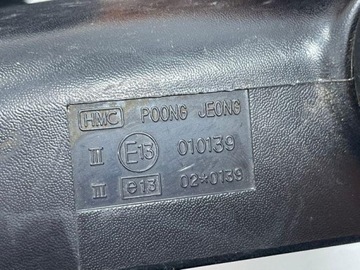 HMC POONG JEONG
II E13 010139
III e13 02*0139